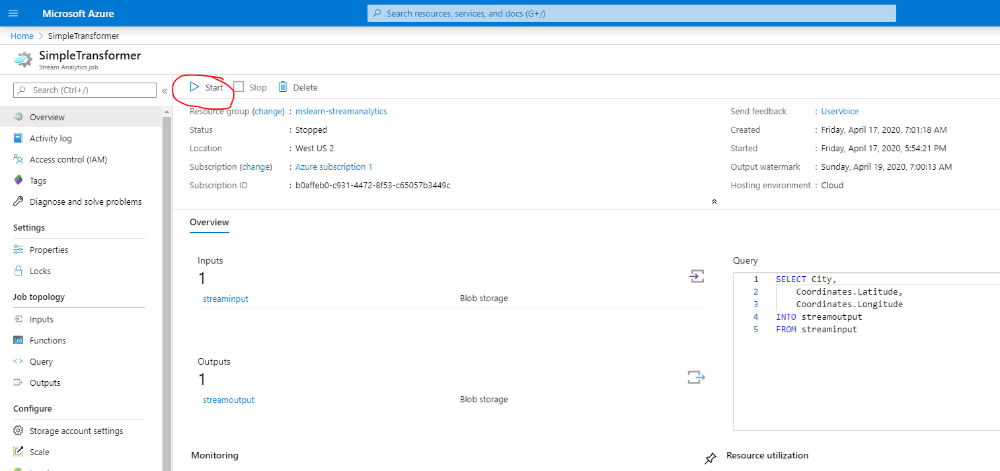 Microsoft Azure
Search resources, services, and docs (G+/)
Home > SimpleTransformer
SimpleTransformer
Stream Analytics job
Search (Ctrl+/)
«
Start
Stop
Delete
Overview
Activity log
Access control (IAM)
Tags
Diagnose and solve problems
Settings
Properties
Locks
Job topology
Inputs
Functions
Query
Outputs
Configure
Storage account settings
Scale
Resource group (change) : mslearn-streamanalytics
Status : Stopped
Location : West US 2
Subscription (change) : Azure subscription 1
Subscription ID : b0affeb0-c931-4472-8f53-c65057b3449c
Send feedback : UserVoice
Created : Friday, April 17, 2020, 7:01:18 AM
Started : Friday, April 17, 2020, 5:54:21 PM
Output watermark : Sunday, April 19, 2020, 7:00:13 AM
Hosting environment : Cloud
Overview
Inputs
1
streaminput Blob storage
Outputs
1
streamoutput Blob storage
Query
1 SELECT City,
2 Coordinates.Latitude,
3 Coordinates.Longitude
4 INTO streamoutput
5 FROM streaminput
Monitoring
Resource utilization